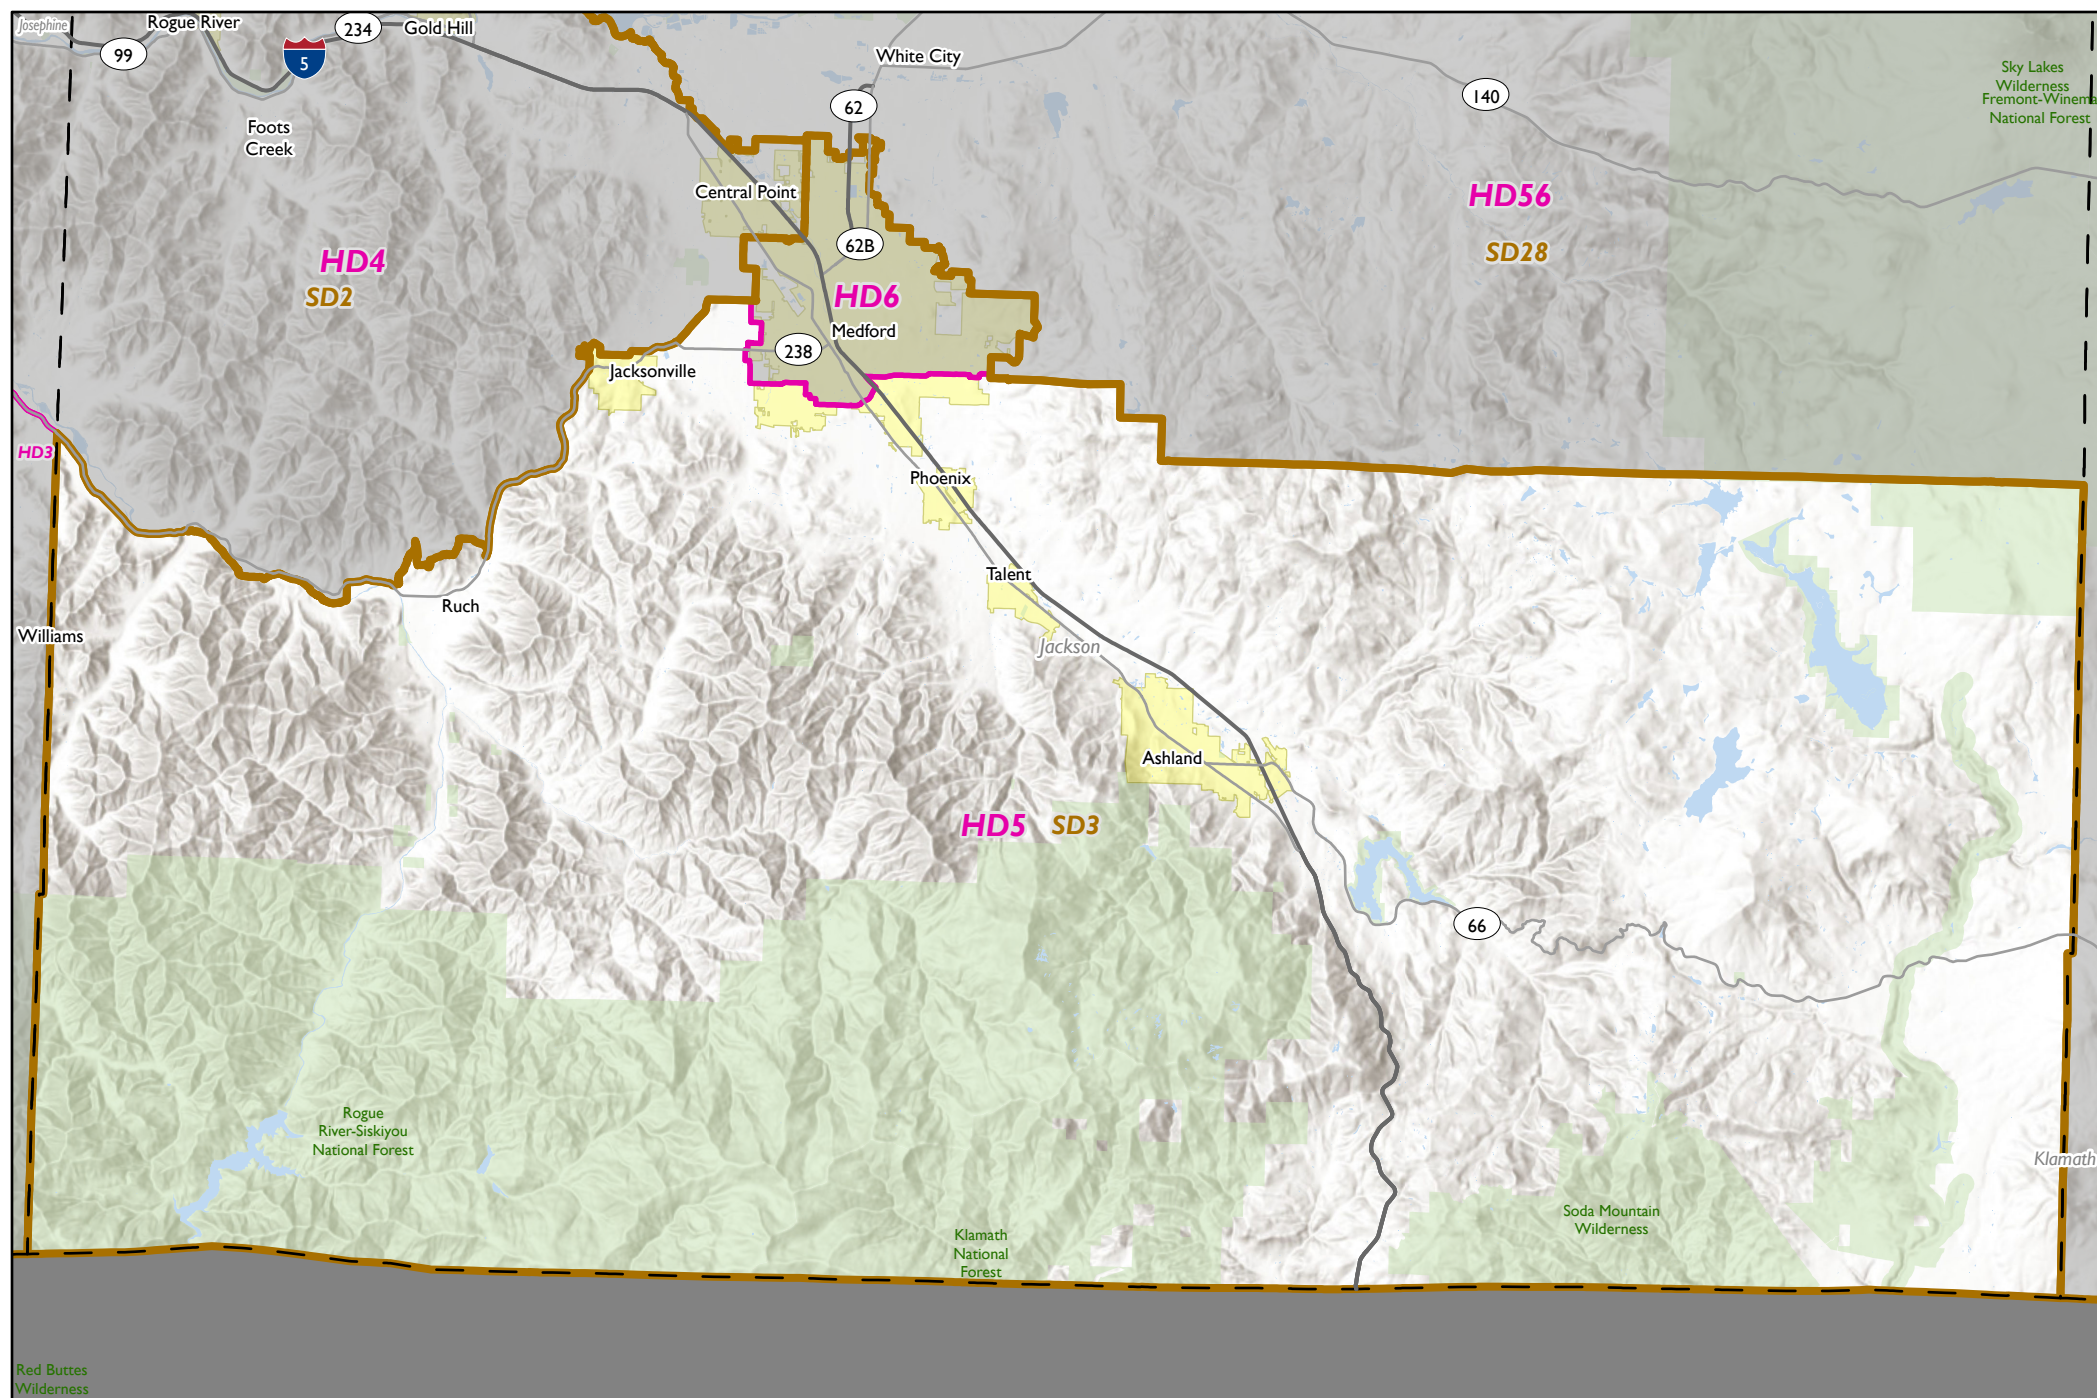 Josephine
Rogue River
234
Gold Hill
99
5
White City
62
140
Sky Lakes
Wilderness
Fremont-Winema
National Forest
Foots
Creek
Central Point
HD56
SD28
62B
HD4
SD2
HD6
Medford
238
Jacksonville
HD3
Phoenix
Talent
Ruch
Williams
Jackson
Ashland
HD5
SD3
66
Rogue
River-Siskiyou
National Forest
Klamath
Soda Mountain
Wilderness
Klamath
National
Forest
Red Buttes
Wilderness